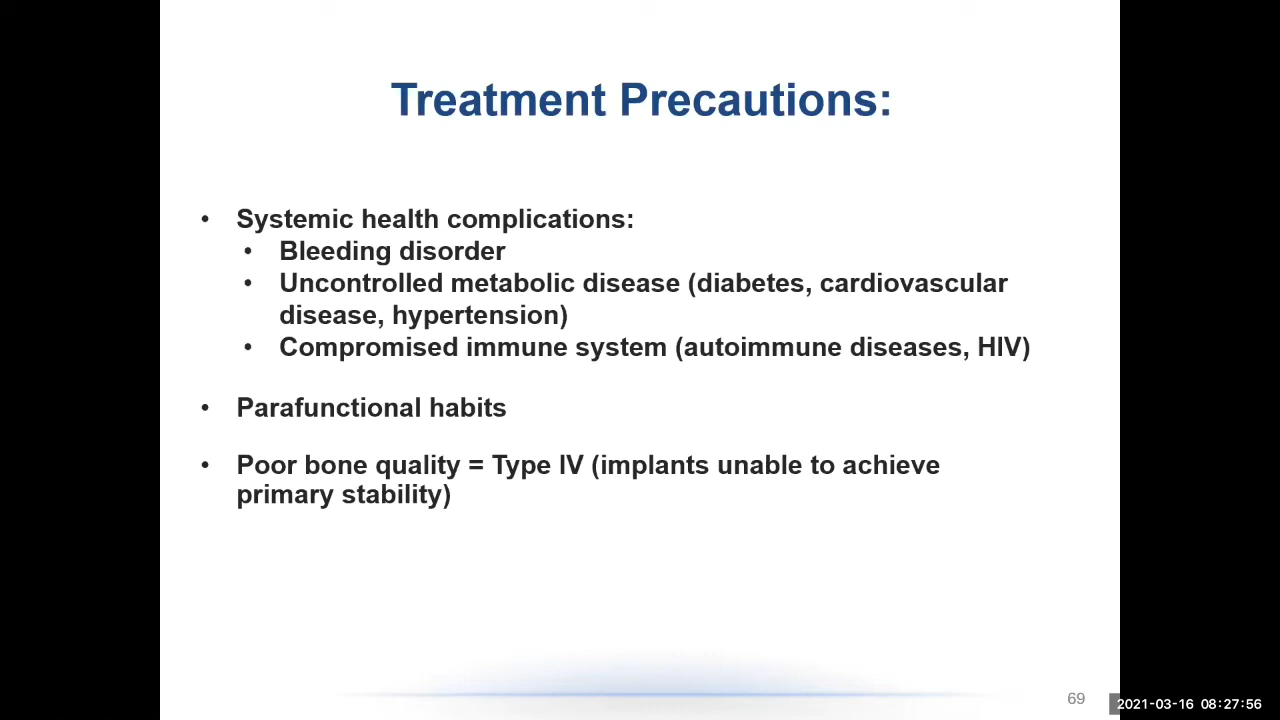 Treatment Precautions:
• Systemic health complications:
• Bleeding disorder
• Uncontrolled metabolic disease (diabetes, cardiovascular
disease, hypertension)
• Compromised immune system (autoimmune diseases, HIV)
• Parafunctional habits
• Poor bone quality = Type IV (implants unable to achieve
primary stability)
69
2021-03-16 08:27:56